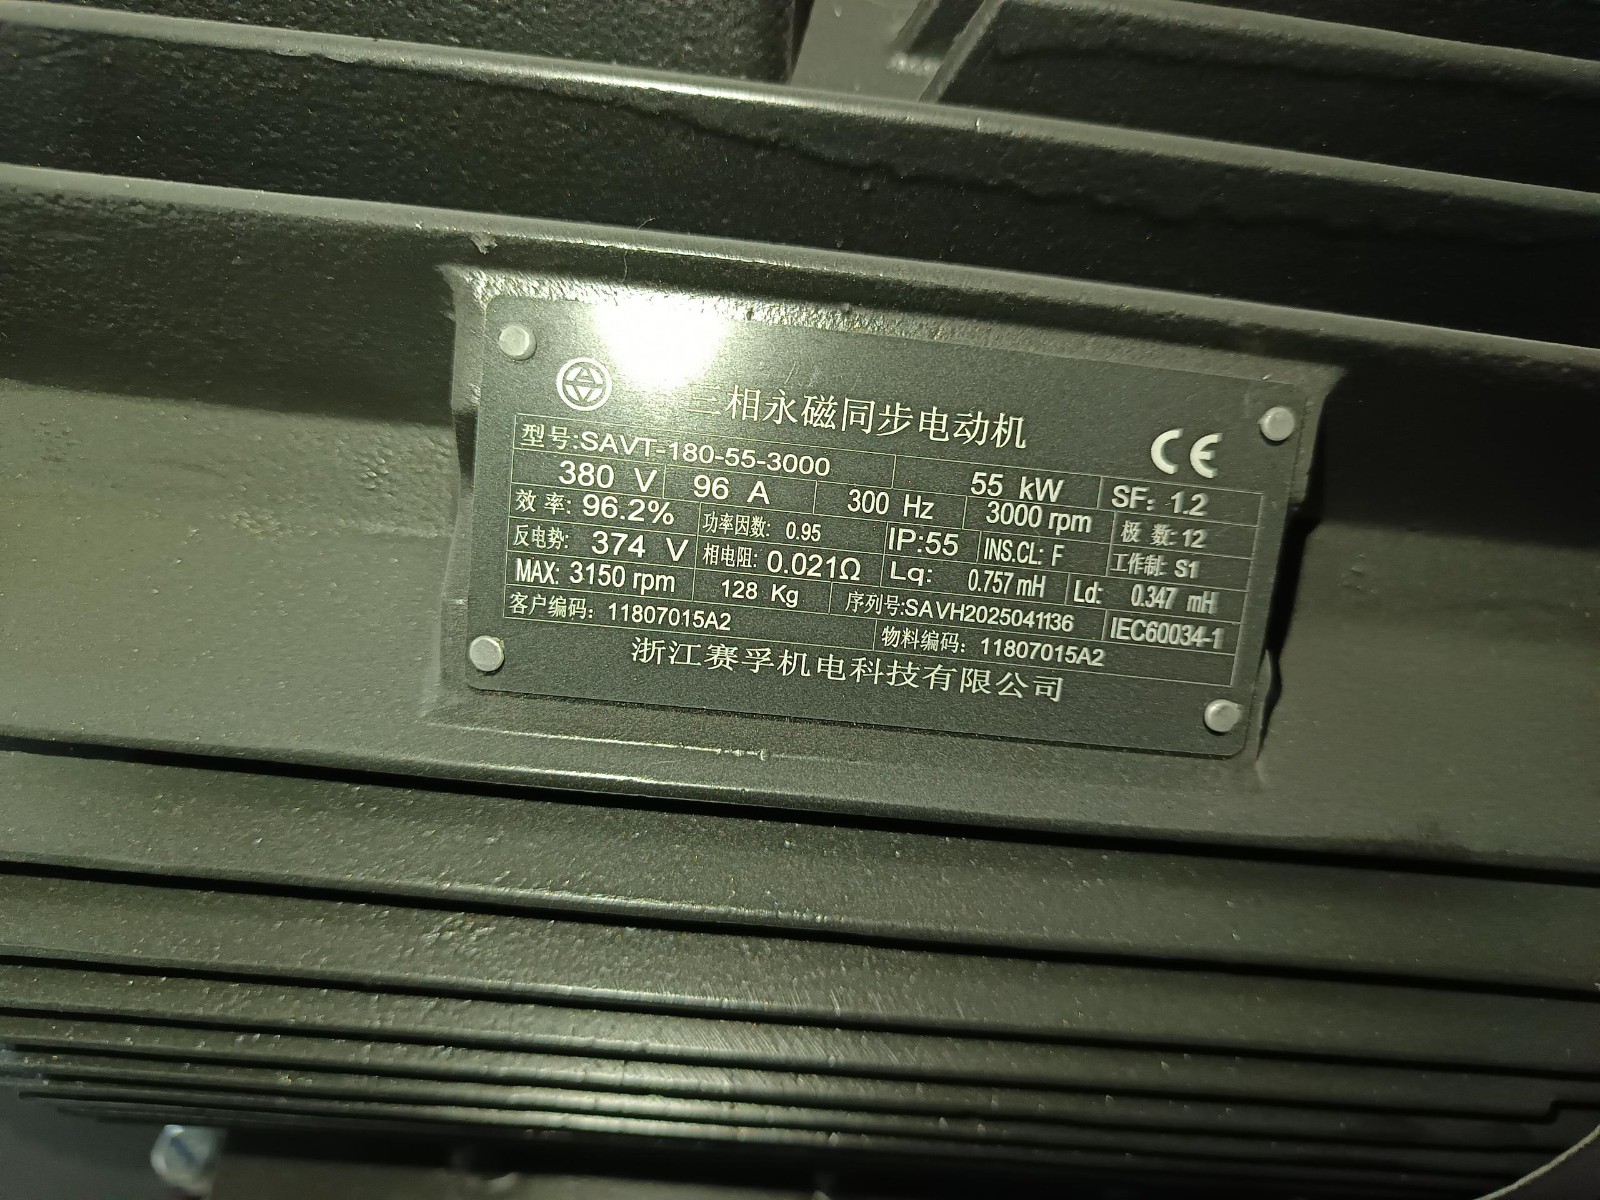 三相永磁同步电动机
CE
型号:SAVT-180-55-3000 55 kW SF: 1.2
380 V 96 A 300 Hz 3000 rpm 极数:12
效率: 96.2% 功率因数: 0.95 IP:55 INS.CL: F 工作制: S1
反电势: 374 V 相电阻: 0.021Ω Lq: 0.757 mH Ld: 0.347 mH
MAX: 3150 rpm 128 Kg 序列号:SAVH2025041136 IEC60034-1
客户编码: 11807015A2 物料编码: 11807015A2
浙江赛孚机电科技有限公司